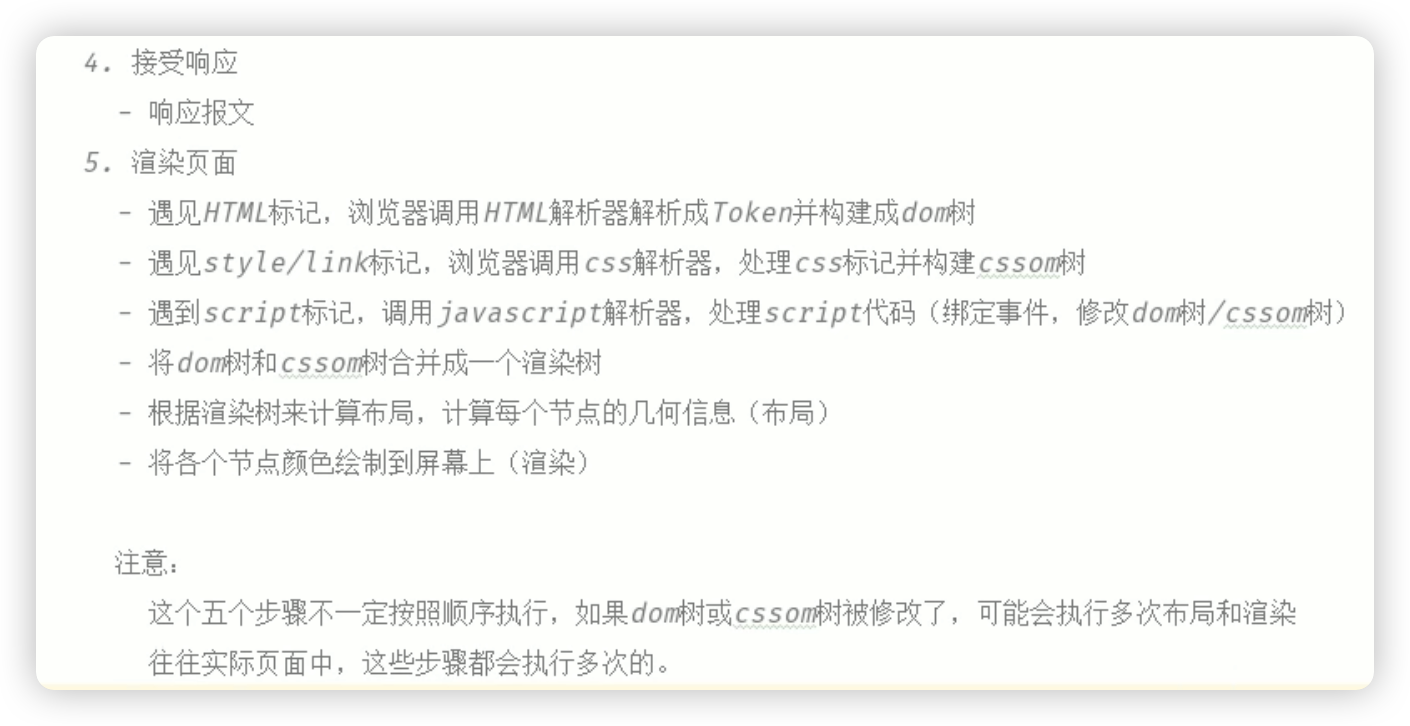 4. 接受响应
- 响应报文
5. 渲染页面
- 遇见HTML标记，浏览器调用HTML解析器解析成Token并构建成dom树
- 遇见style/link标记，浏览器调用css解析器，处理css标记并构建cssom树
- 遇到script标记，调用javascript解析器，处理script代码（绑定事件，修改dom树/cssom树）
- 将dom树和cssom树合并成一个渲染树
- 根据渲染树来计算布局，计算每个节点的几何信息（布局）
- 将各个节点颜色绘制到屏幕上（渲染）
注意：
这个五个步骤不一定按照顺序执行，如果dom树或cssom树被修改了，可能会执行多次布局和渲染
往往实际页面中，这些步骤都会执行多次的。